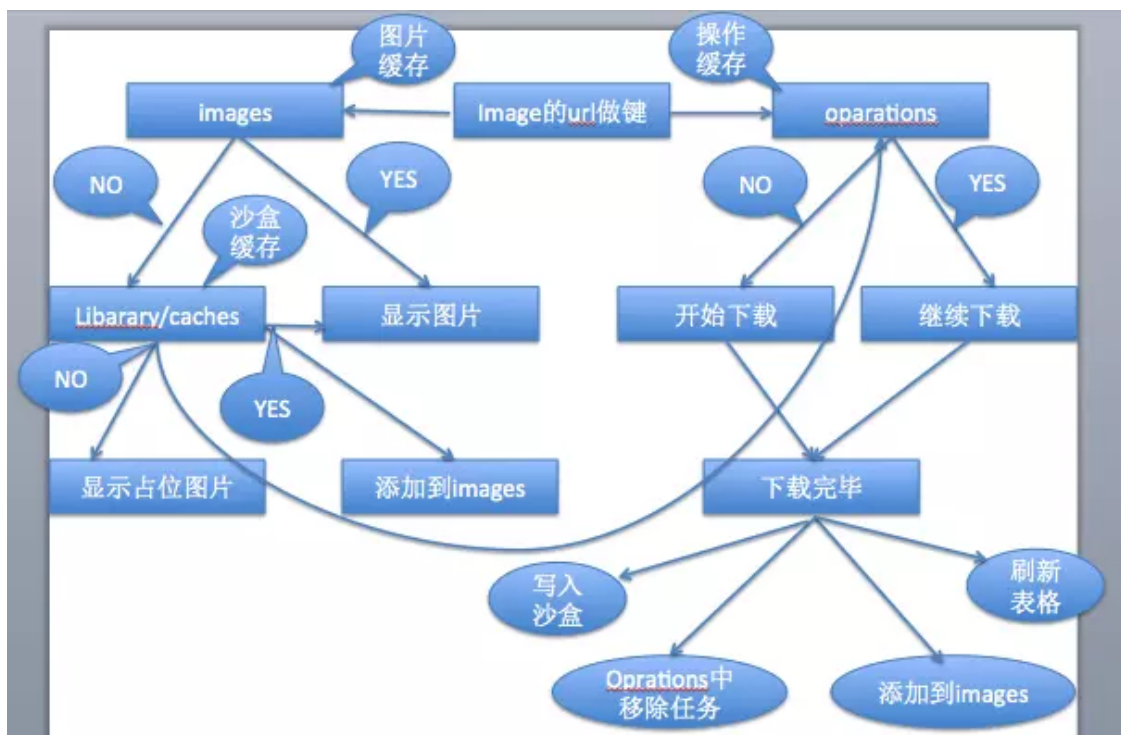 图片
缓存
操作
缓存
images
Image的url做键
oparations
NO
YES
NO
YES
沙盒
缓存
Libarary/caches
显示图片
开始下载
继续下载
NO
YES
显示占位图片
添加到images
下载完毕
写入
沙盒
刷新
表格
Oprations中
移除任务
添加到images